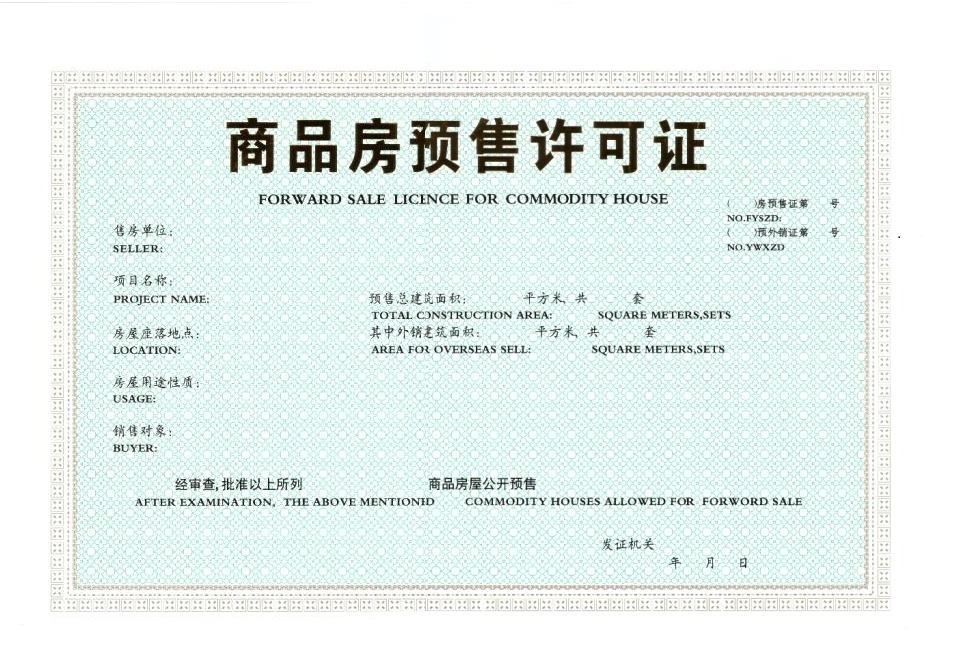 商品房预售许可证
FORWARD SALE LICENCE FOR COMMODITY HOUSE
（ ）房预售证第 号
NO.FYSZD:
（ ）预外销证第 号
NO.YWXZD
售房单位：
SELLER:
项目名称：
PROJECT NAME:
预售总建筑面积： 平方米、共 套
TOTAL CONSTRUCTION AREA: SQUARE METERS,SETS
房屋座落地点：
LOCATION:
其中外销建筑面积： 平方米、共 套
AREA FOR OVERSEAS SELL: SQUARE METERS,SETS
房屋用途性质：
USAGE:
销售对象：
BUYER:
经审查,批准以上所列 商品房屋公开预售
AFTER EXAMINATION, THE ABOVE MENTIONED COMMODITY HOUSES ALLOWED FOR FORWORD SALE
发证机关
年 月 日